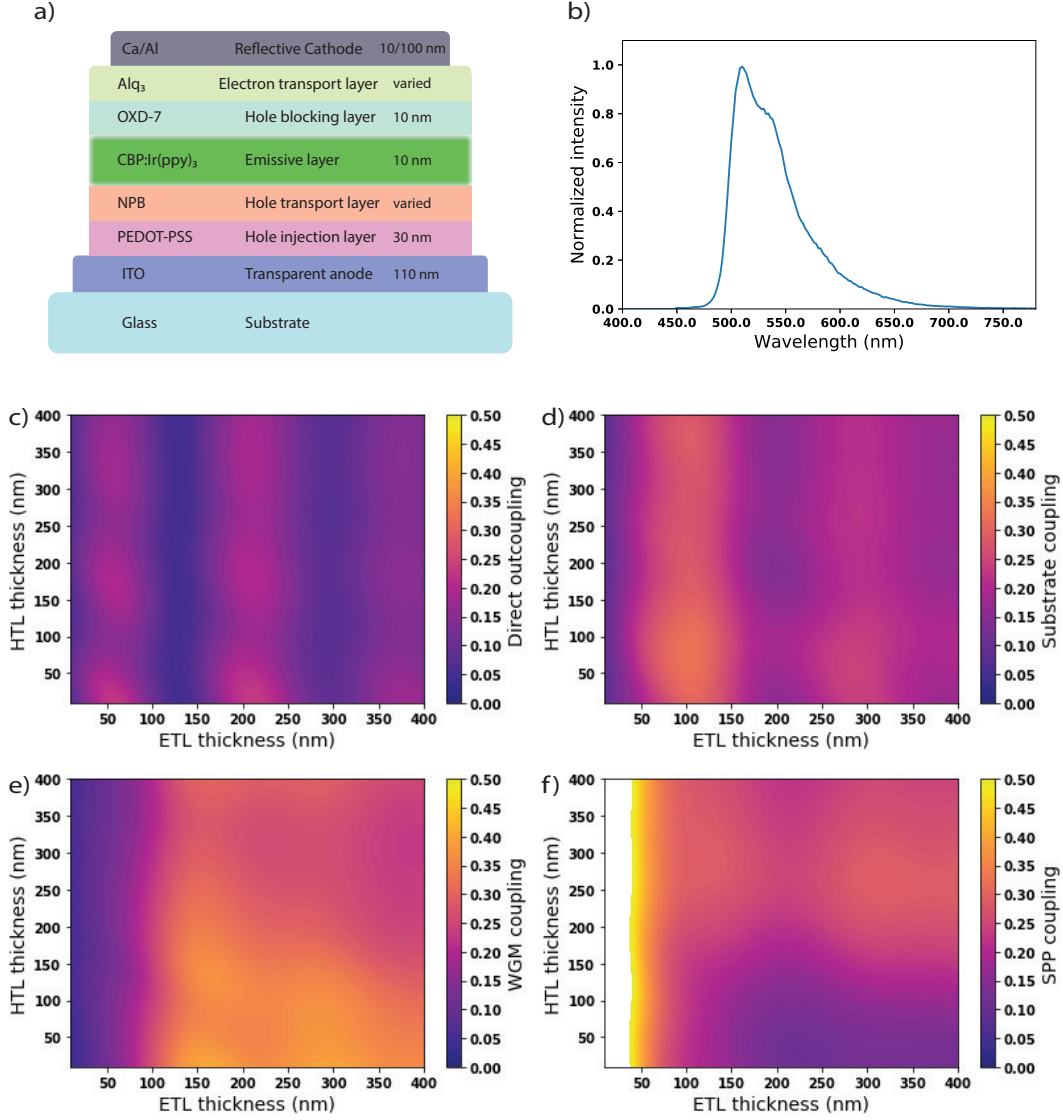 a)
Ca/Al Reflective Cathode 10/100 nm
Alq₃ Electron transport layer varied
OXD-7 Hole blocking layer 10 nm
CBP:Ir(ppy)₃ Emissive layer 10 nm
NPB Hole transport layer varied
PEDOT-PSS Hole injection layer 30 nm
ITO Transparent anode 110 nm
Glass Substrate
b)
Normalized intensity
1.0
0.8
0.6
0.4
0.2
0.0
400.0 450.0 500.0 550.0 600.0 650.0 700.0 750.0
Wavelength (nm)
c)
HTL thickness (nm)
400
350
300
250
200
150
100
50
50 100 150 200 250 300 350 400
ETL thickness (nm)
0.50
0.45
0.40
0.35
0.30
0.25
0.20
0.15
0.10
0.05
0.00
Direct outcoupling
d)
HTL thickness (nm)
400
350
300
250
200
150
100
50
50 100 150 200 250 300 350 400
ETL thickness (nm)
0.50
0.45
0.40
0.35
0.30
0.25
0.20
0.15
0.10
0.05
0.00
Substrate coupling
e)
HTL thickness (nm)
400
350
300
250
200
150
100
50
50 100 150 200 250 300 350 400
ETL thickness (nm)
0.50
0.45
0.40
0.35
0.30
0.25
0.20
0.15
0.10
0.05
0.00
WGM coupling
f)
HTL thickness (nm)
400
350
300
250
200
150
100
50
50 100 150 200 250 300 350 400
ETL thickness (nm)
0.50
0.45
0.40
0.35
0.30
0.25
0.20
0.15
0.10
0.05
0.00
SPP coupling